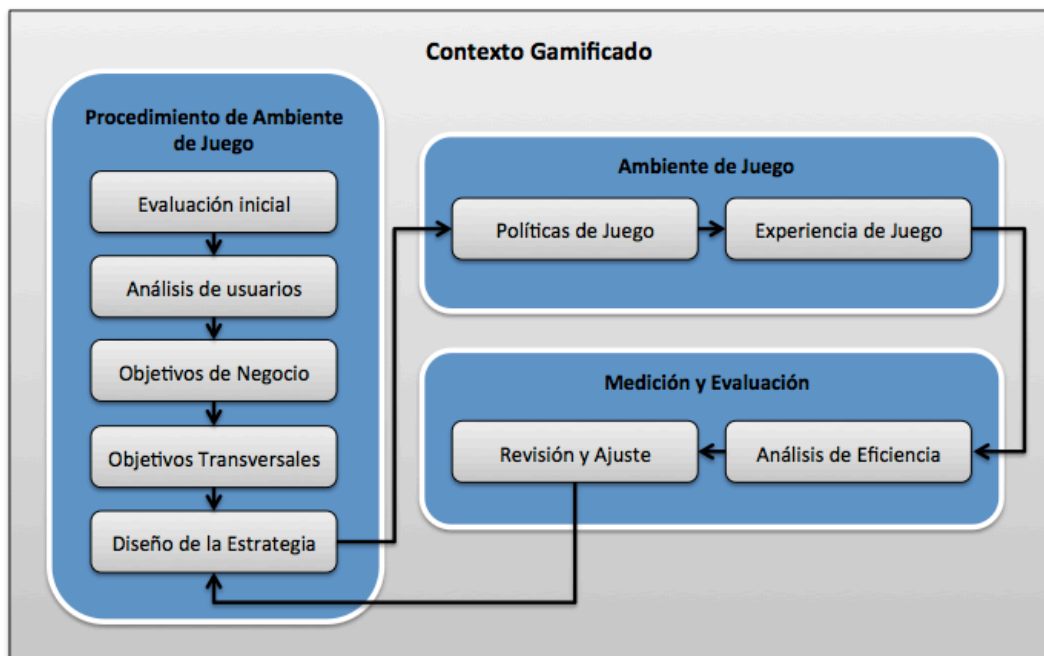 Contexto Gamificado
Procedimiento de Ambiente
de Juego
Evaluación inicial
Análisis de usuarios
Objetivos de Negocio
Objetivos Transversales
Diseño de la Estrategia
Ambiente de Juego
Políticas de Juego
Experiencia de Juego
Medición y Evaluación
Revisión y Ajuste
Análisis de Eficiencia